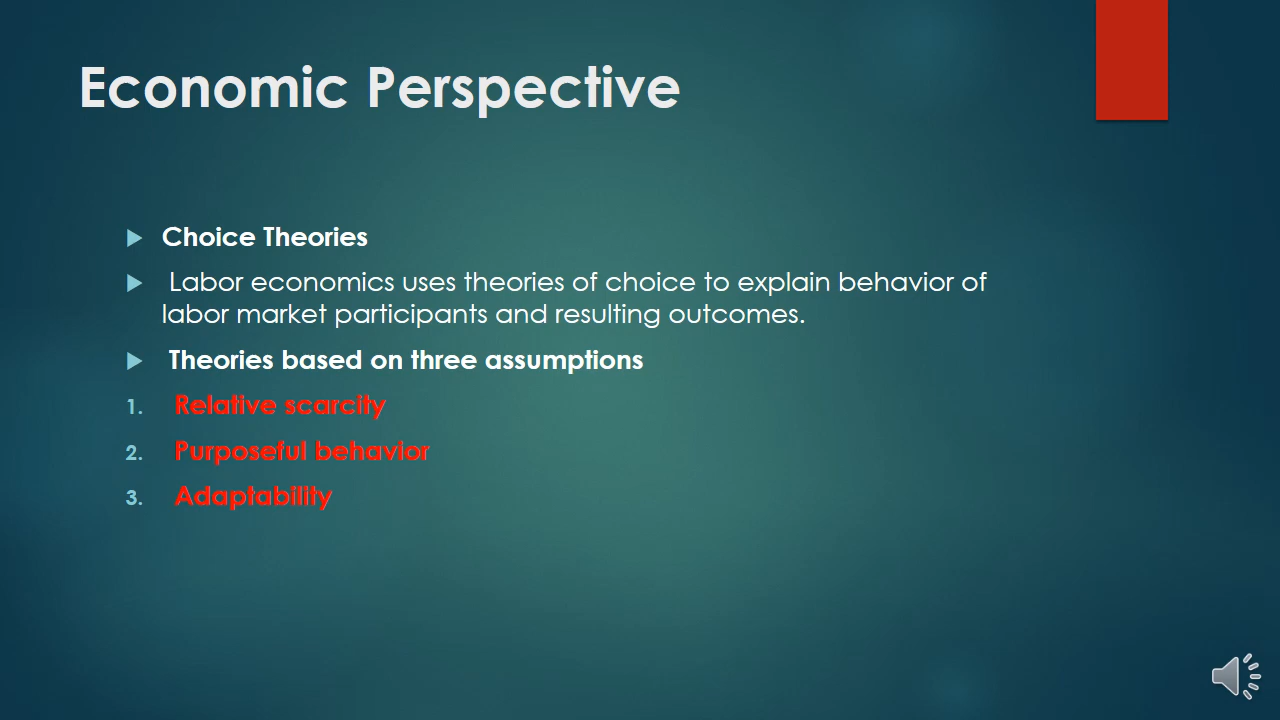 Economic Perspective
Choice Theories
Labor economics uses theories of choice to explain behavior of
labor market participants and resulting outcomes.
Theories based on three assumptions
1. Relative scarcity
2. Purposeful behavior
3. Adaptability